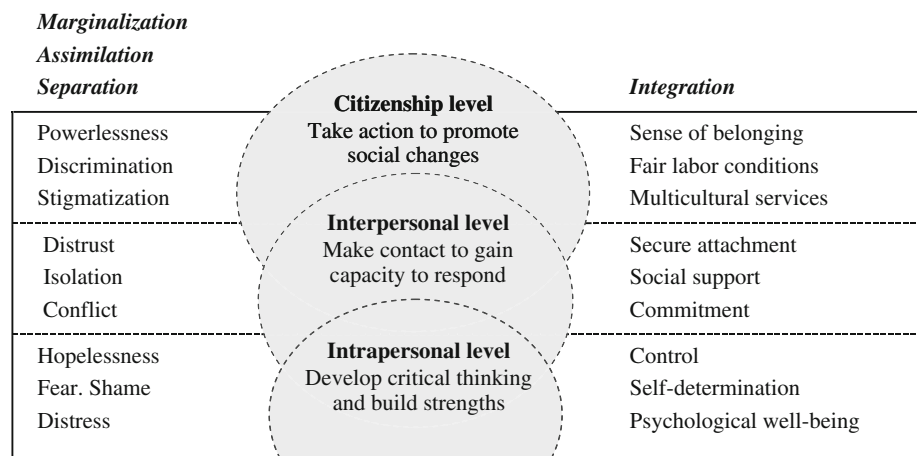 Marginalization
Assimilation
Separation
Integration
Citizenship level
Take action to promote
social changes
Powerlessness
Discrimination
Stigmatization
Sense of belonging
Fair labor conditions
Multicultural services
Interpersonal level
Make contact to gain
capacity to respond
Distrust
Isolation
Conflict
Secure attachment
Social support
Commitment
Intrapersonal level
Develop critical thinking
and build strengths
Hopelessness
Fear. Shame
Distress
Control
Self-determination
Psychological well-being